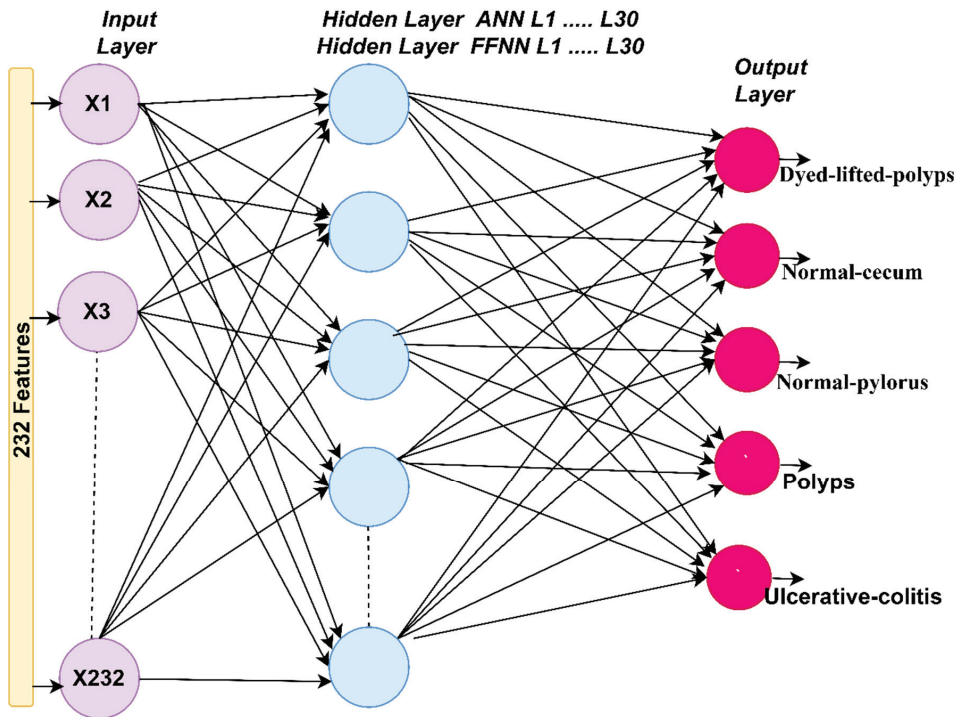 Input
Layer
Hidden Layer ANN L1 ..... L30
Hidden Layer FFNN L1 ..... L30
Output
Layer
232 Features
X1
X2
X3
X232
Dyed-lifted-polyps
Normal-cecum
Normal-pylorus
Polyps
Ulcerative-colitis